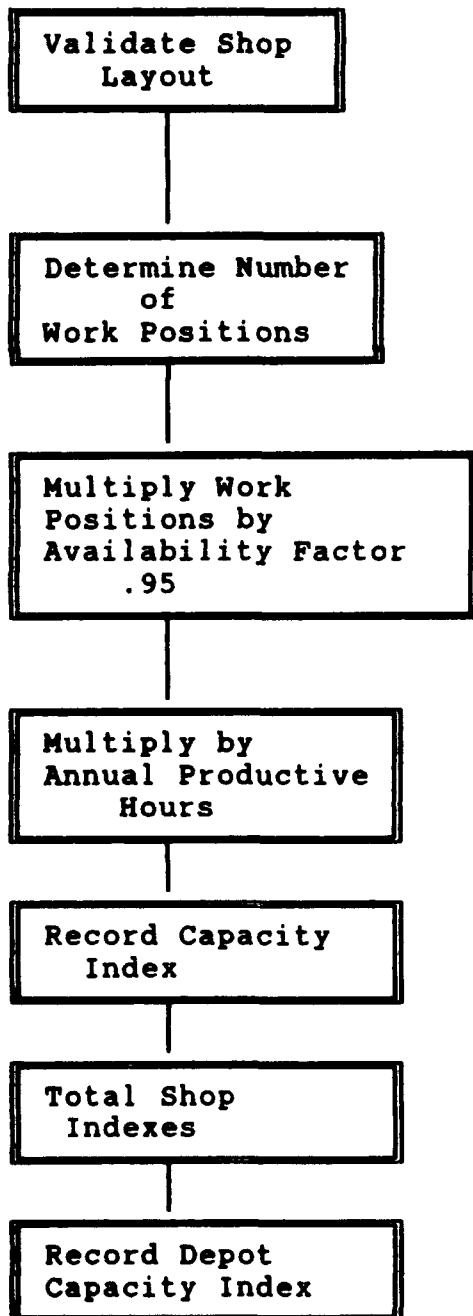 Validate Shop
Layout
Determine Number
of
Work Positions
Multiply Work
Positions by
Availability Factor
.95
Multiply by
Annual Productive
Hours
Record Capacity
Index
Total Shop
Indexes
Record Depot
Capacity Index